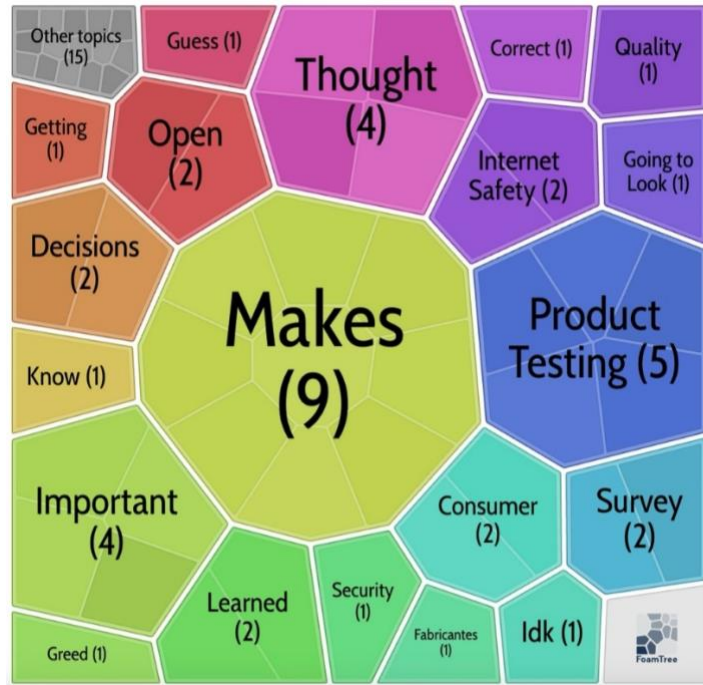 Other topics
(15)
Guess (1)
Thought
(4)
Correct (1)
Quality
(1)
Getting
(1)
Open
(2)
Internet
Safety (2)
Going to
Look (1)
Decisions
(2)
Makes
(9)
Product
Testing (5)
Know (1)
Important
(4)
Consumer
(2)
Survey
(2)
Learned
(2)
Security
(1)
Fabricantes
(1)
Idk (1)
Greed (1)
FoamTree